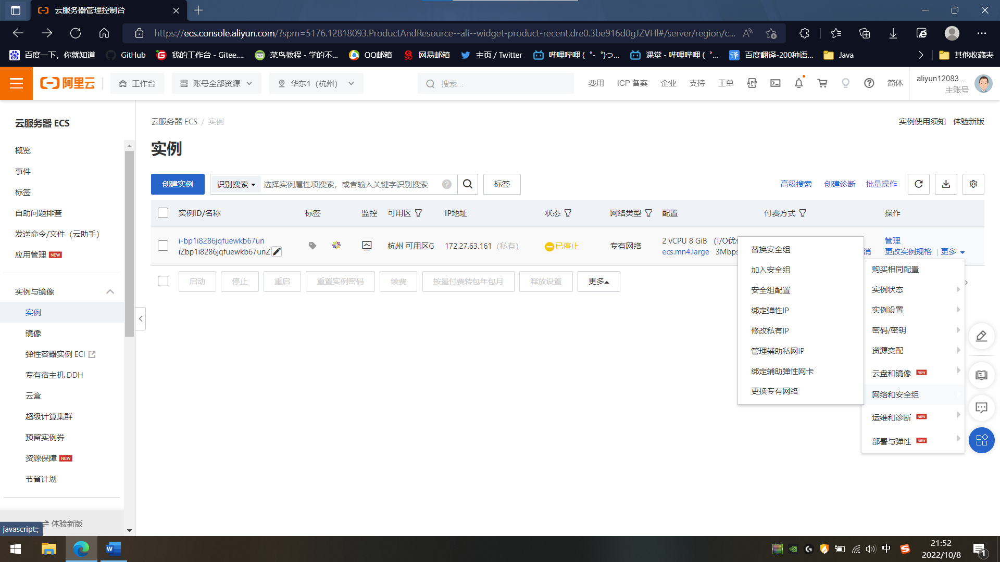 云服务器管理控制台
https://ecs.console.aliyun.com/?spm=5176.12818093.ProductAndResource--ali--widget-product-recent.dre0.3be916d0gJZVHI#/server/region/c...
百度一下，你就知道
GitHub
我的工作台 - Gitee....
菜鸟教程 - 学的不...
QQ邮箱
网易邮箱
主页 / Twitter
哔哩哔哩 (゜-゜)つ...
课堂 - 哔哩哔哩 (゜...
百度翻译-200种语...
Java
其他收藏夹
阿里云
工作台
账号全部资源
华东1（杭州）
搜索...
费用
ICP 备案
企业
支持
工单
APP
简体
aliyun12083...
主账号
云服务器 ECS
概览
事件
标签
自助问题排查
发送命令/文件（云助手）
应用管理 NEW
实例与镜像
实例
镜像
弹性容器实例 ECI
专有宿主机 DDH
云盒
超级计算集群
预留实例券
资源保障 NEW
节省计划
体验新版
javascript:;
云服务器 ECS / 实例
实例使用须知 体验新版
实例
创建实例
识别搜索
选择实例属性项搜索，或者输入关键字识别搜索
标签
高级搜索 创建诊断 批量操作
实例ID/名称 标签 监控 可用区 IP地址 状态 网络类型 配置 付费方式 操作
i-bp1i8286jqfuewkb67un
iZbp1i8286jqfuewkb67unZ
杭州 可用区G
172.27.63.161（私有）
已停止
专有网络
2 vCPU 8 GiB （I/O优
ecs.mn4.large 3Mbps
消
管理
更改实例规格 | 更多
启动 停止 重启 重置实例密码 续费 按量付费转包年包月 释放设置 更多
替换安全组
加入安全组
安全组配置
绑定弹性IP
修改私有IP
管理辅助私网IP
绑定辅助弹性网卡
更换专有网络
购买相同配置
实例状态
实例设置
密码/密钥
资源变配
云盘和镜像 NEW
网络和安全组
运维和诊断 NEW
部署与弹性 NEW
中
21:52
2022/10/8
1